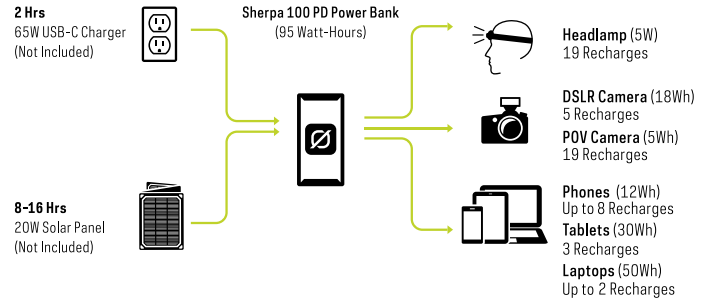 2 Hrs
65W USB-C Charger
(Not Included)
Sherpa 100 PD Power Bank
(95 Watt-Hours)
8-16 Hrs
20W Solar Panel
(Not Included)
Headlamp (5W)
19 Recharges
DSLR Camera (18Wh)
5 Recharges
POV Camera (5Wh)
19 Recharges
Phones (12Wh)
Up to 8 Recharges
Tablets (30Wh)
3 Recharges
Laptops (50Wh)
Up to 2 Recharges